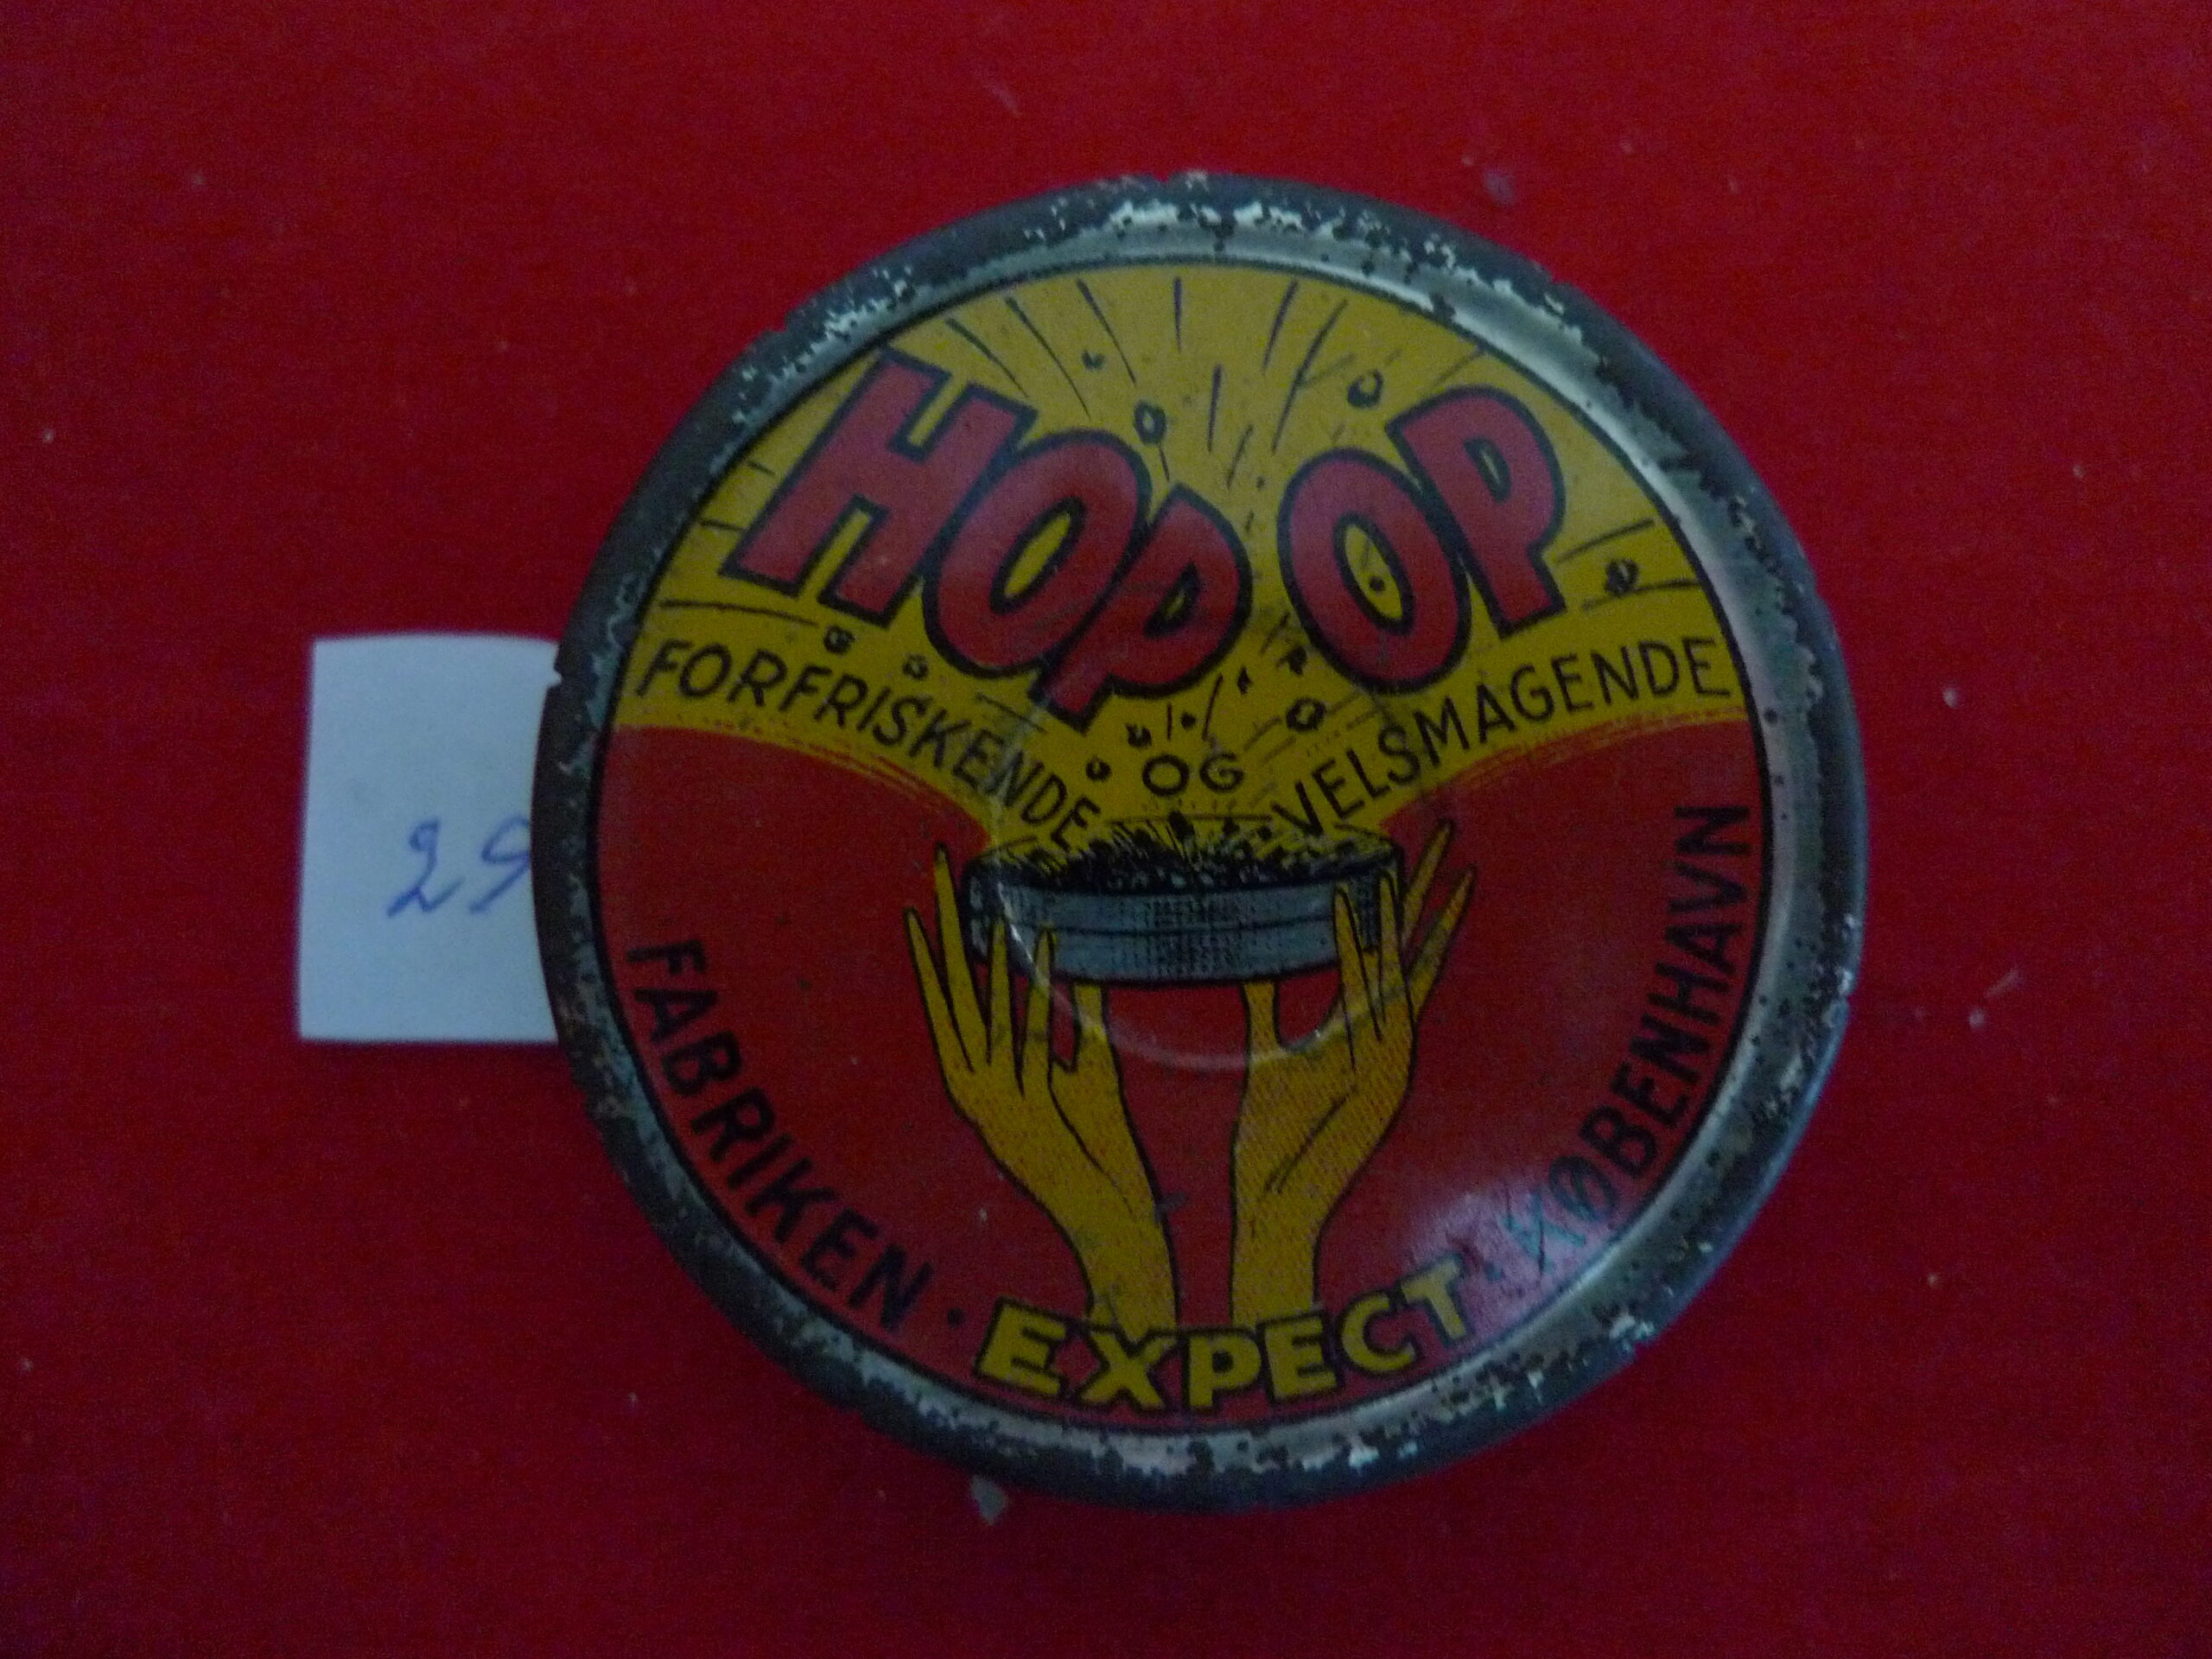 HOP OP
FORFRISKENDE
OG
VELSMAGENDE
FABRIKEN · EXPECT · KØBENHAVN
29